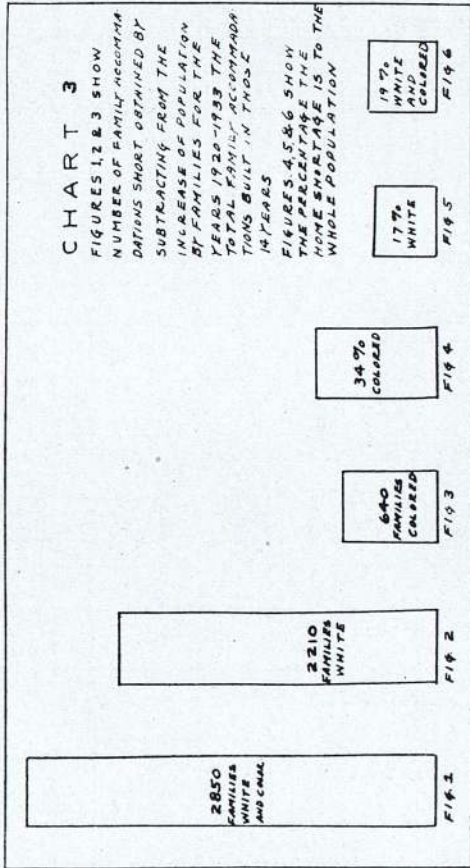 CHART 3
FIGURES 1, 2 & 3 SHOW
NUMBER OF FAMILY ACCOMMA
DATIONS SHORT OBTAINED BY
SUBTRACTING FROM THE
INCREASE OF POPULATION
BY FAMILIES FOR THE
YEARS 1920-1933 THE
TOTAL FAMILY ACCOMMADA
TIONS BUILT IN THOSE
14 YEARS
FIGURES. 4, 5, & 6 SHOW
THE PERCENTAGE THE
HOME SHORTAGE IS TO THE
WHOLE POPULATION
2850
FAMILIES
WHITE
AND COLOR.
FIG. 1
2210
FAMILIES
WHITE
FIG. 2
640
FAMILIES
COLORED
FIG 3
34%
COLORED
FIG 4
17%
WHITE
FIG 5
19%
WHITE
AND
COLORED
FIG 6